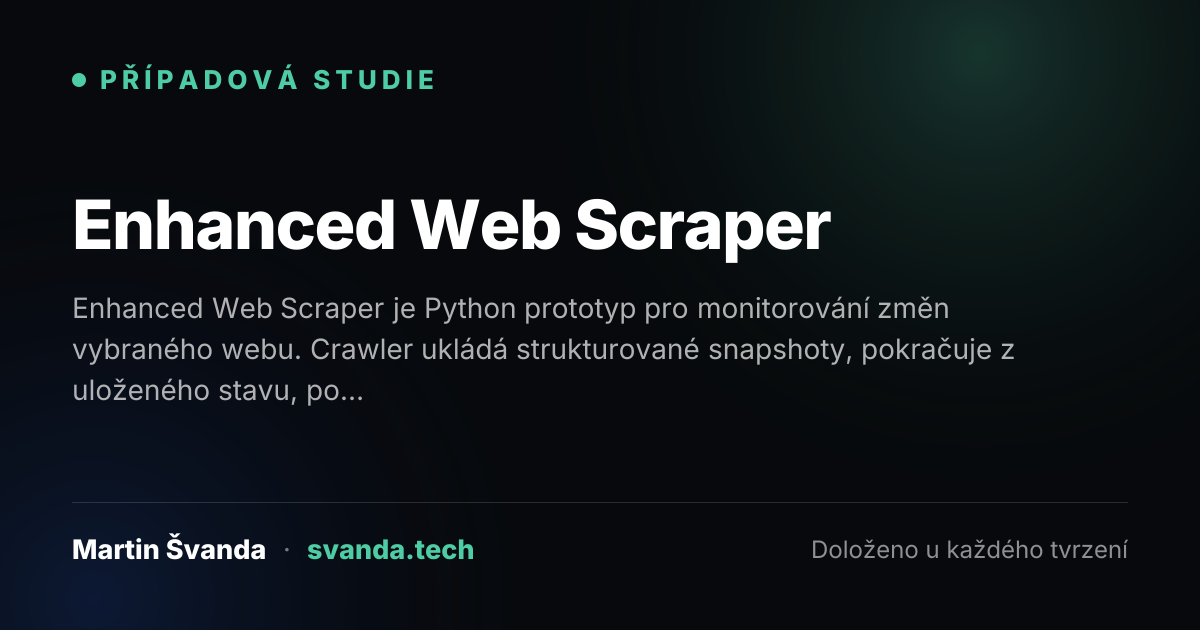 PŘÍPADOVÁ STUDIE
Enhanced Web Scraper
Enhanced Web Scraper je Python prototyp pro monitorování změn
vybraného webu. Crawler ukládá strukturované snapshoty, pokračuje z
uloženého stavu, po...
Martin Švanda · svanda.tech
Doloženo u každého tvrzení